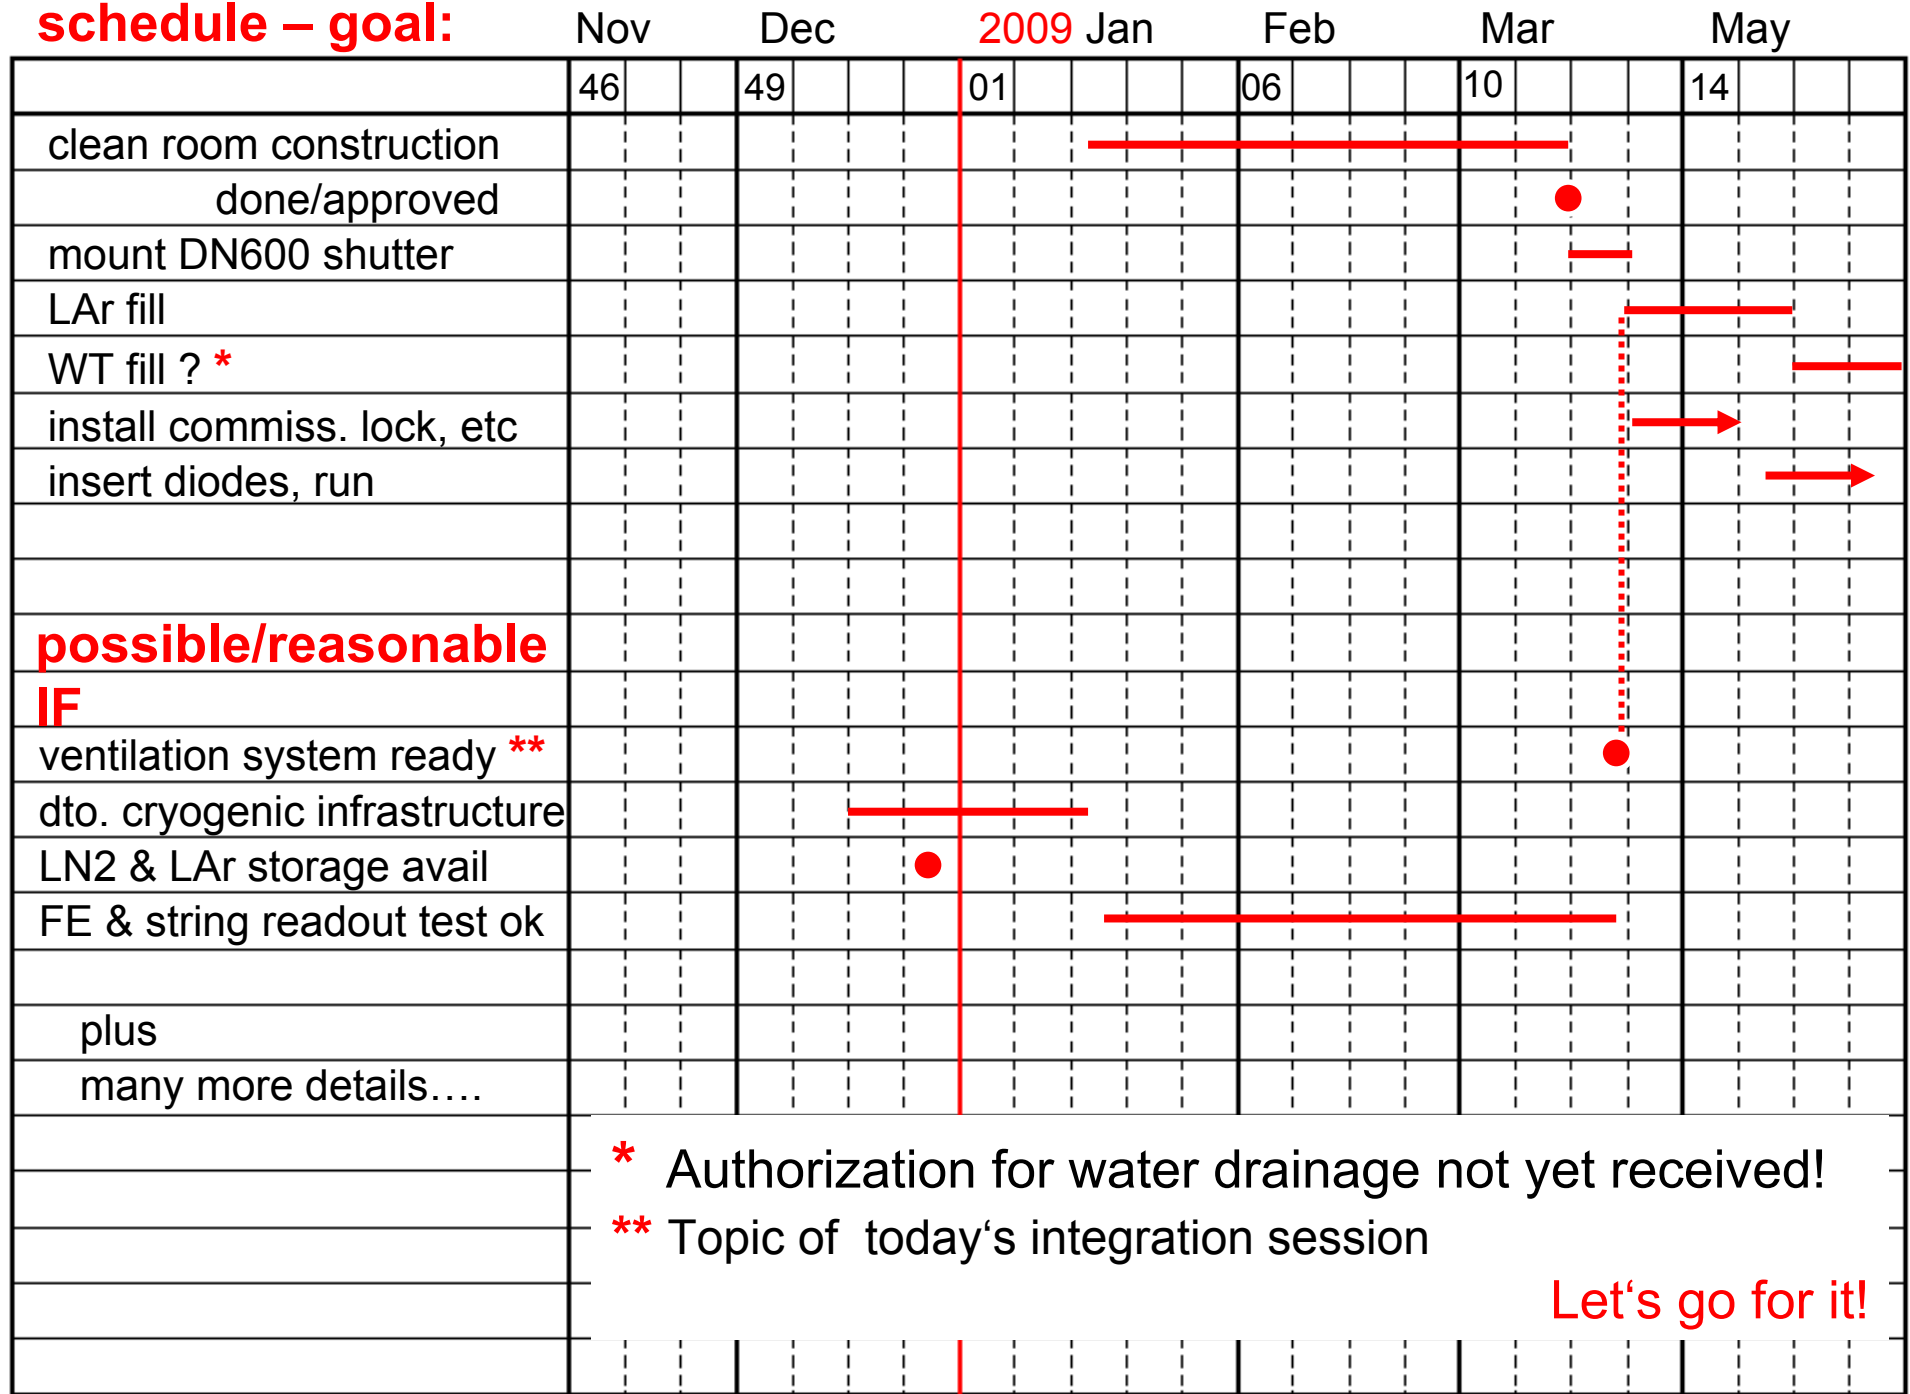 schedule – goal: Nov Dec 2009 Jan Feb Mar May
46 49 01 06 10 14
clean room construction
done/approved
mount DN600 shutter
LAr fill
WT fill ? *
install commiss. lock, etc
insert diodes, run
possible/reasonable
IF
ventilation system ready **
dto. cryogenic infrastructure
LN2 & LAr storage avail
FE & string readout test ok
plus
many more details….
* Authorization for water drainage not yet received!
** Topic of today‘s integration session
Let‘s go for it!